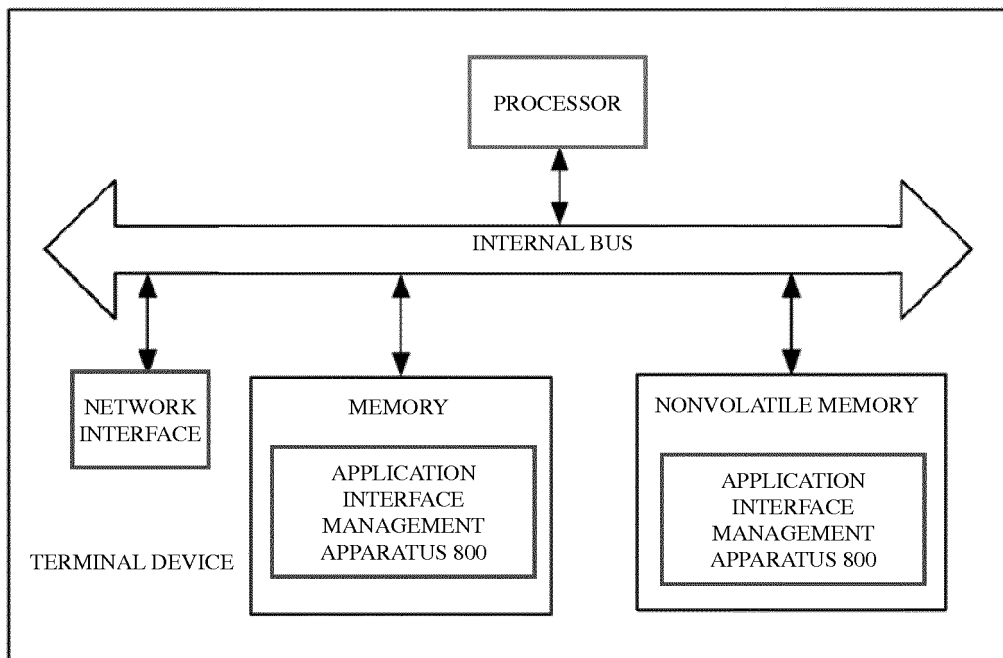 PROCESSOR
INTERNAL BUS
NETWORK
INTERFACE
MEMORY
APPLICATION
INTERFACE
MANAGEMENT
APPARATUS 800
NONVOLATILE MEMORY
APPLICATION
INTERFACE
MANAGEMENT
APPARATUS 800
TERMINAL DEVICE